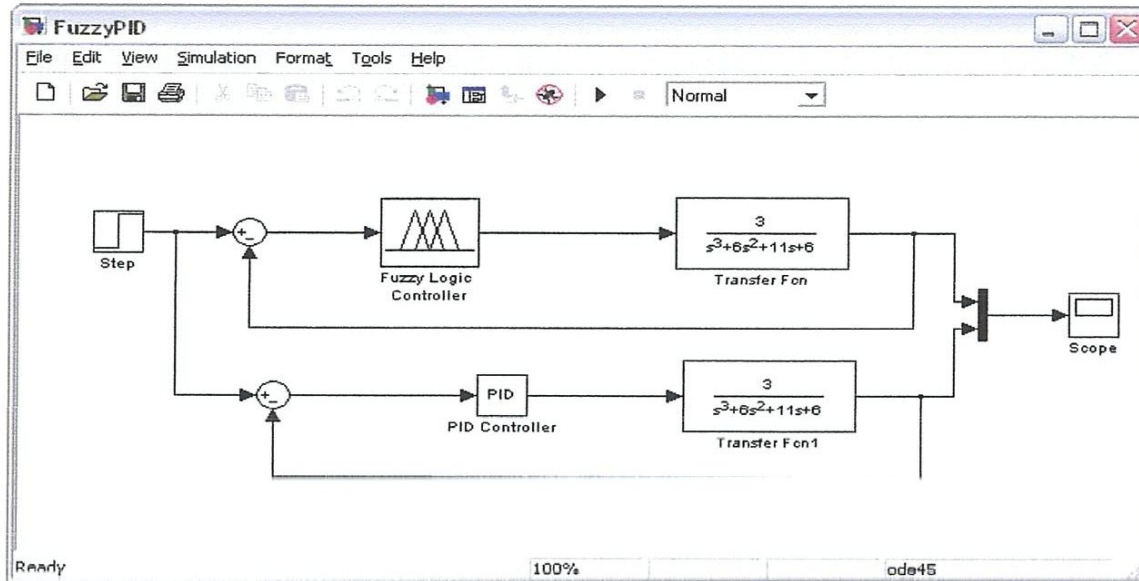 FuzzyPID
File Edit View Simulation Format Tools Help
Normal
Step
+
-
Fuzzy Logic
Controller
3
s³+6s²+11s+6
Transfer Fcn
Scope
+
-
PID
PID Controller
3
s³+6s²+11s+6
Transfer Fcn1
Ready 100% ode45